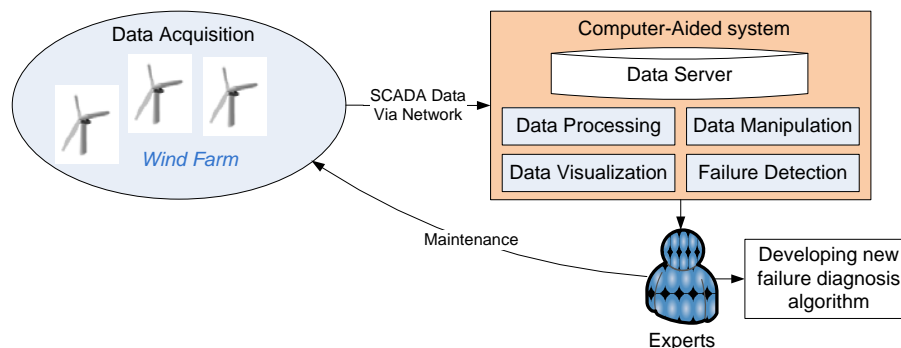 Data Acquisition
Wind Farm
SCADA Data
Via Network
Computer-Aided system
Data Server
Data Processing
Data Manipulation
Data Visualization
Failure Detection
Maintenance
Experts
Developing new
failure diagnosis
algorithm